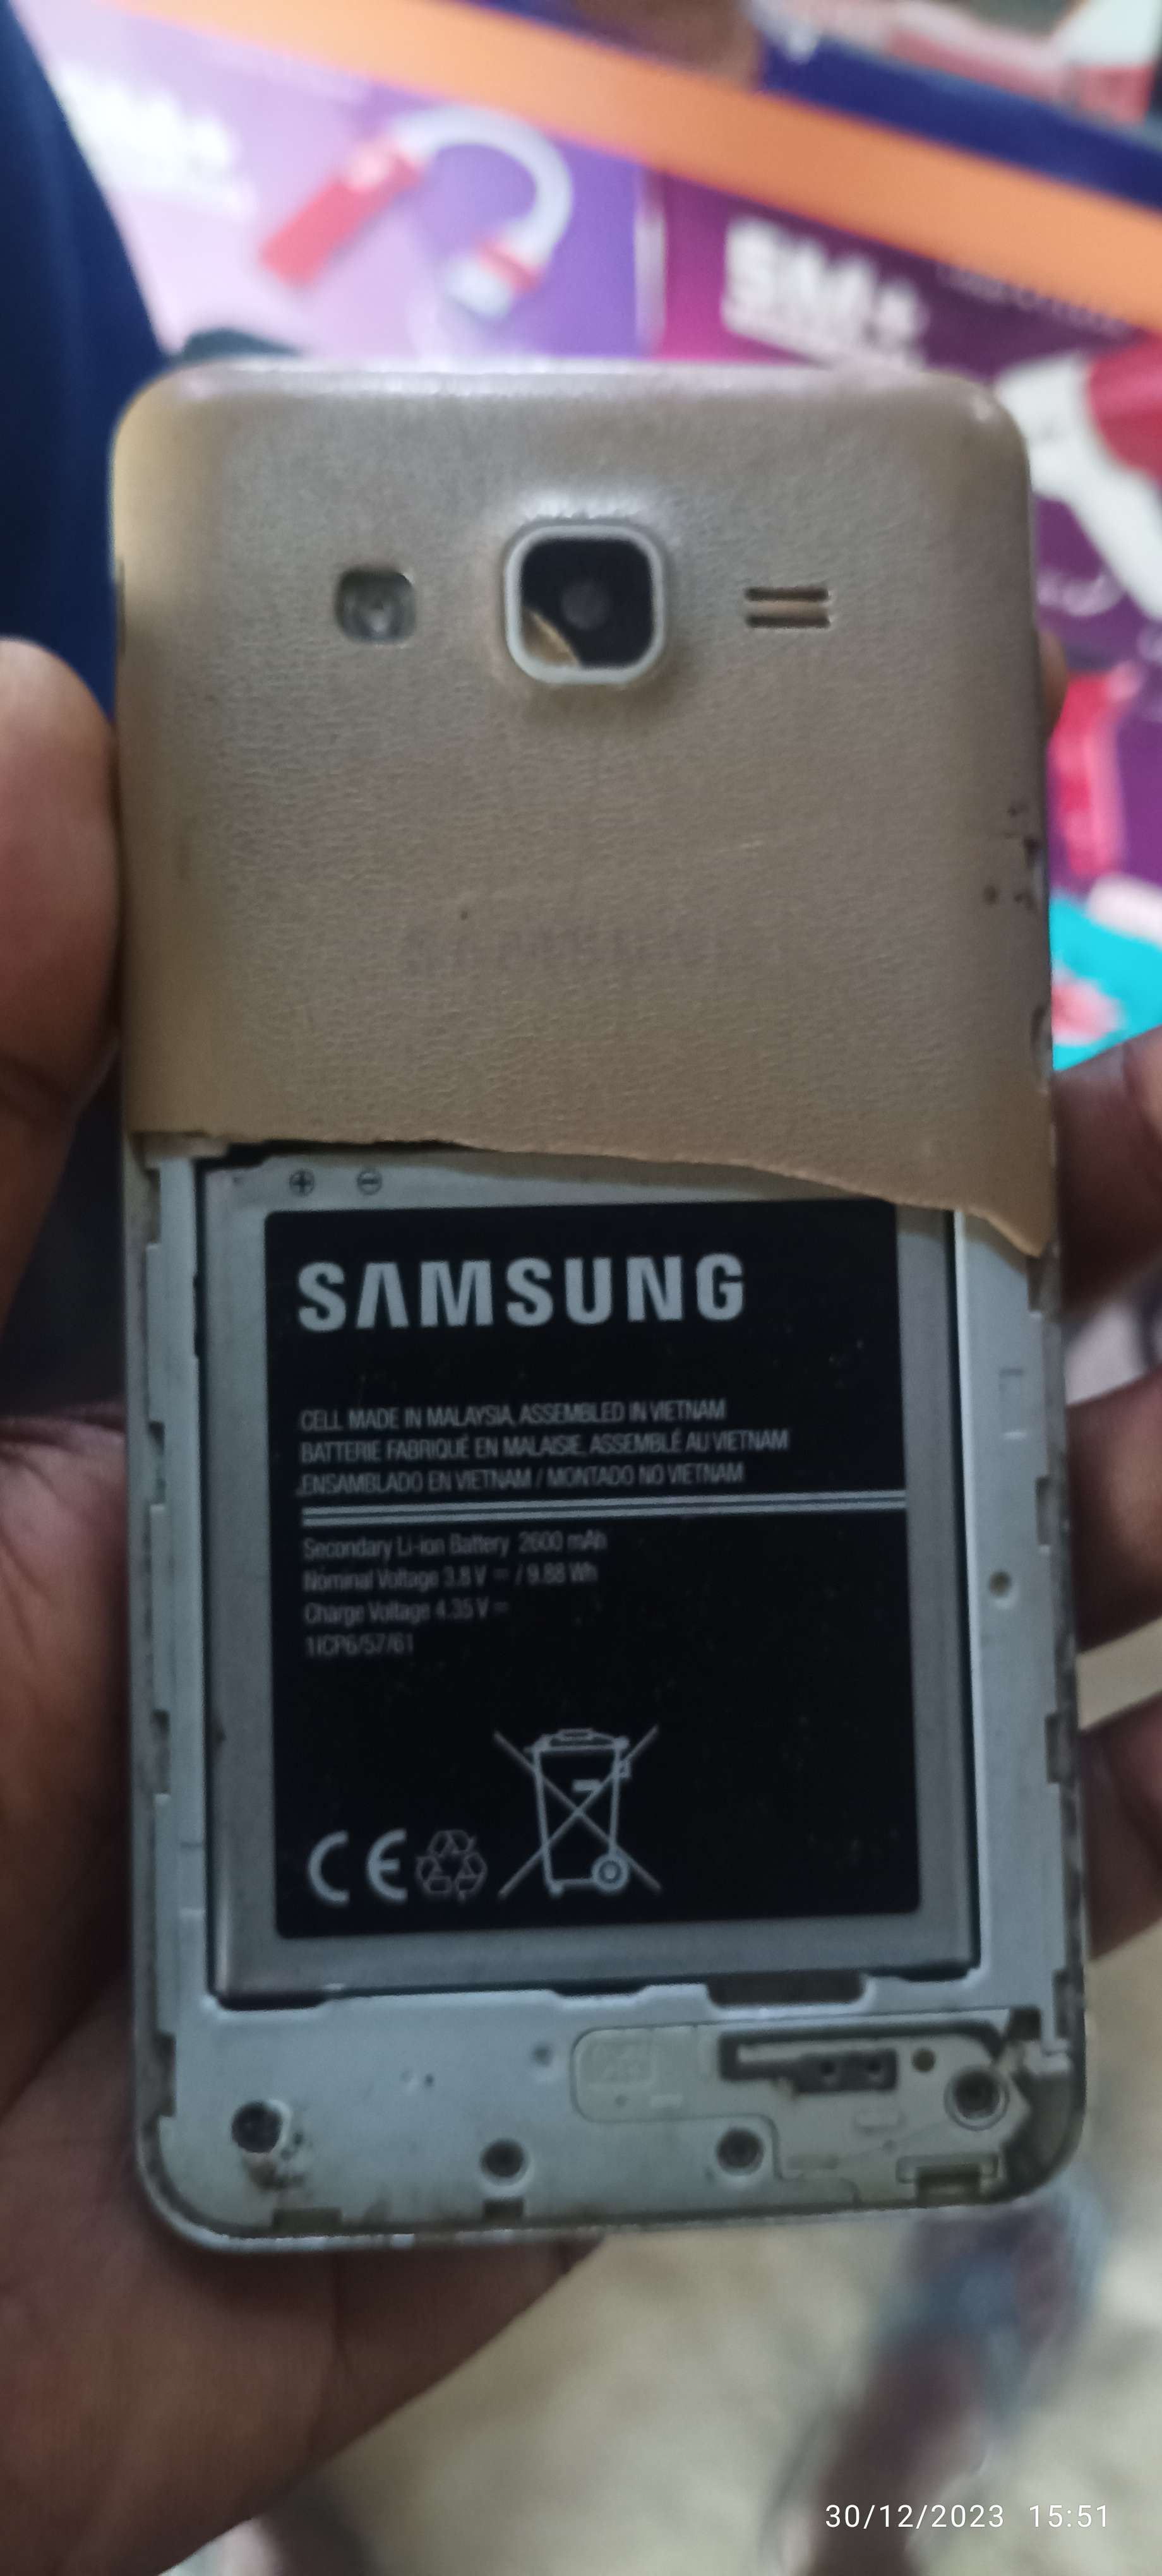 SAMSUNG
CELL MADE IN MALAYSIA, ASSEMBLED IN VIETNAM
BATTERIE FABRIQUÉ EN MALAISIE, ASSEMBLÉ AU VIETNAM
ENSAMBLADO EN VIETNAM / MONTADO NO VIETNAM
Secondary Li-ion Battery 2600 mAh
Nominal Voltage 3.8 V ⎓ / 9.88 Wh
Charge Voltage 4.35 V ⎓
1ICP6/57/61
CE
30/12/2023 15:51